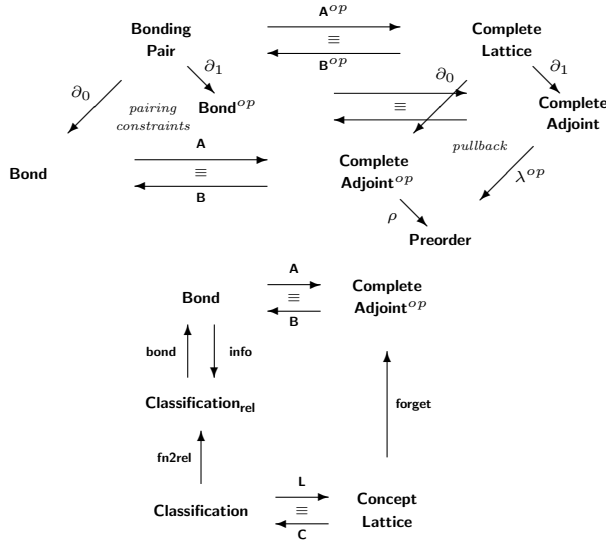 A^op
Bonding
Pair
≡
Complete
Lattice
B^op
∂0
∂1
∂0
∂1
pairing
constraints
Bond^op
≡
Complete
Adjoint
A
pullback
Bond
≡
Complete
Adjoint^op
B
λ^op
ρ
Preorder
A
Bond
≡
Complete
Adjoint^op
B
bond
info
Classification_rel
forget
fn2rel
L
Classification
≡
Concept
Lattice
C